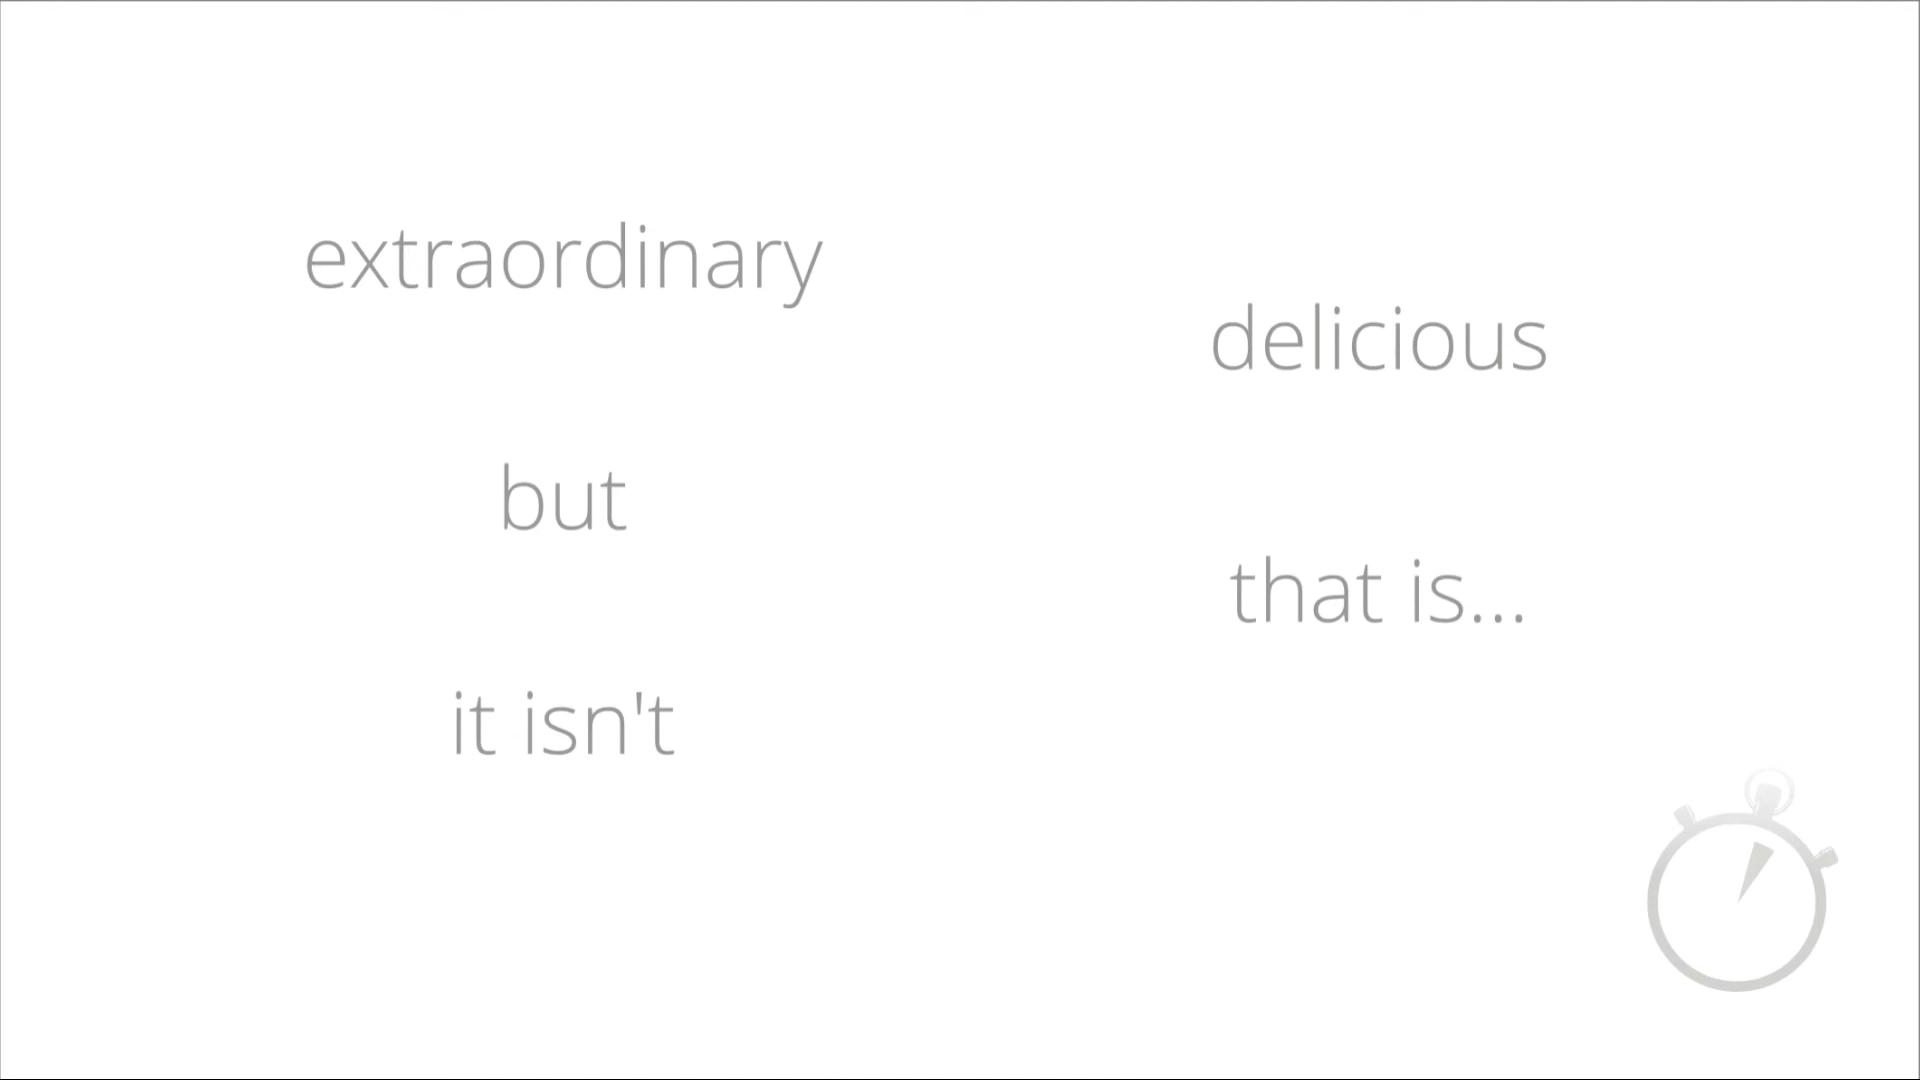 extraordinary
but
it isn't
delicious
that is...